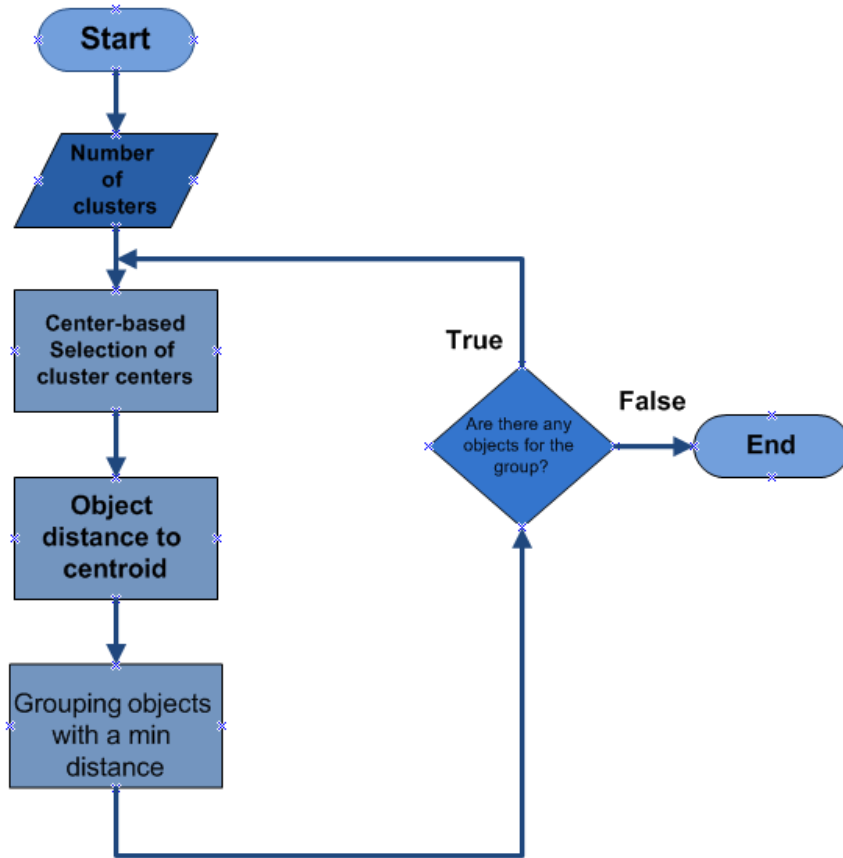 Start
Number
of
clusters
Center-based
Selection of
cluster centers
Object
distance to
centroid
Grouping objects
with a min
distance
True
Are there any
objects for the
group?
False
End